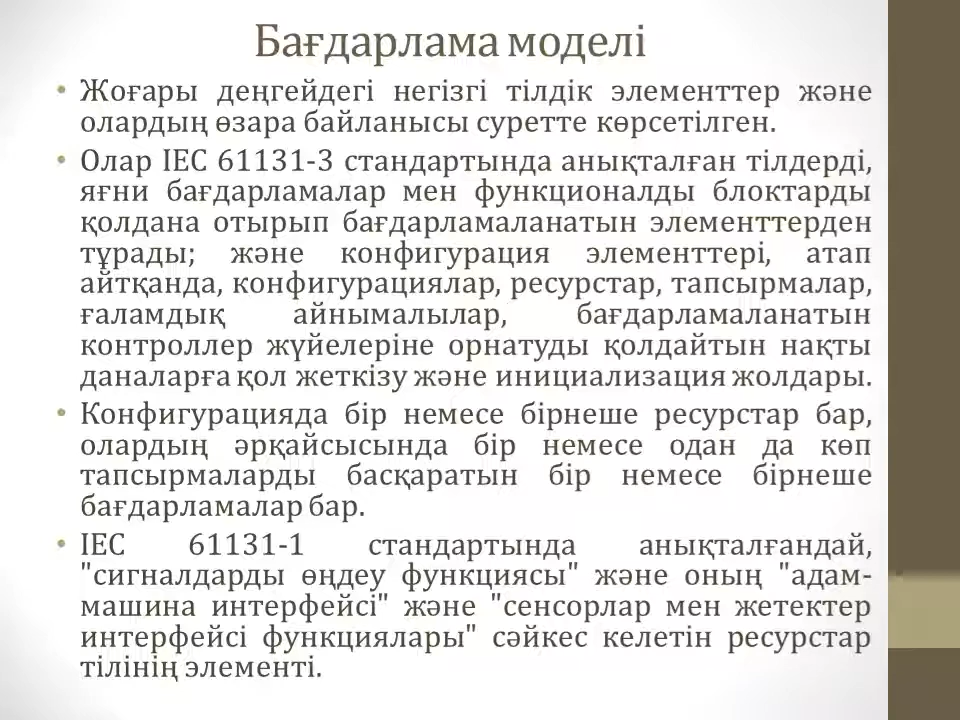 Бағдарлама моделі
• Жоғары деңгейдегі негізгі тілдік элементтер және
олардың өзара байланысы суретте көрсетілген.
• Олар IEC 61131-3 стандартында анықталған тілдерді,
яғни бағдарламалар мен функционалды блоктарды
қолдана отырып бағдарламаланатын элементтерден
тұрады; және конфигурация элементтері, атап
айтқанда, конфигурациялар, ресурстар, тапсырмалар,
ғаламдық айнымалылар, бағдарламаланатын
контроллер жүйелеріне орнатуды қолдайтын нақты
даналарға қол жеткізу және инициализация жолдары.
• Конфигурацияда бір немесе бірнеше ресурстар бар,
олардың әрқайсысында бір немесе одан да көп
тапсырмаларды басқаратын бір немесе бірнеше
бағдарламалар бар.
• IEC 61131-1 стандартында анықталғандай,
"сигналдарды өңдеу функциясы" және оның "адам-
машина интерфейсі" және "сенсорлар мен жетектер
интерфейсі функциялары" сәйкес келетін ресурстар
тілінің элементі.